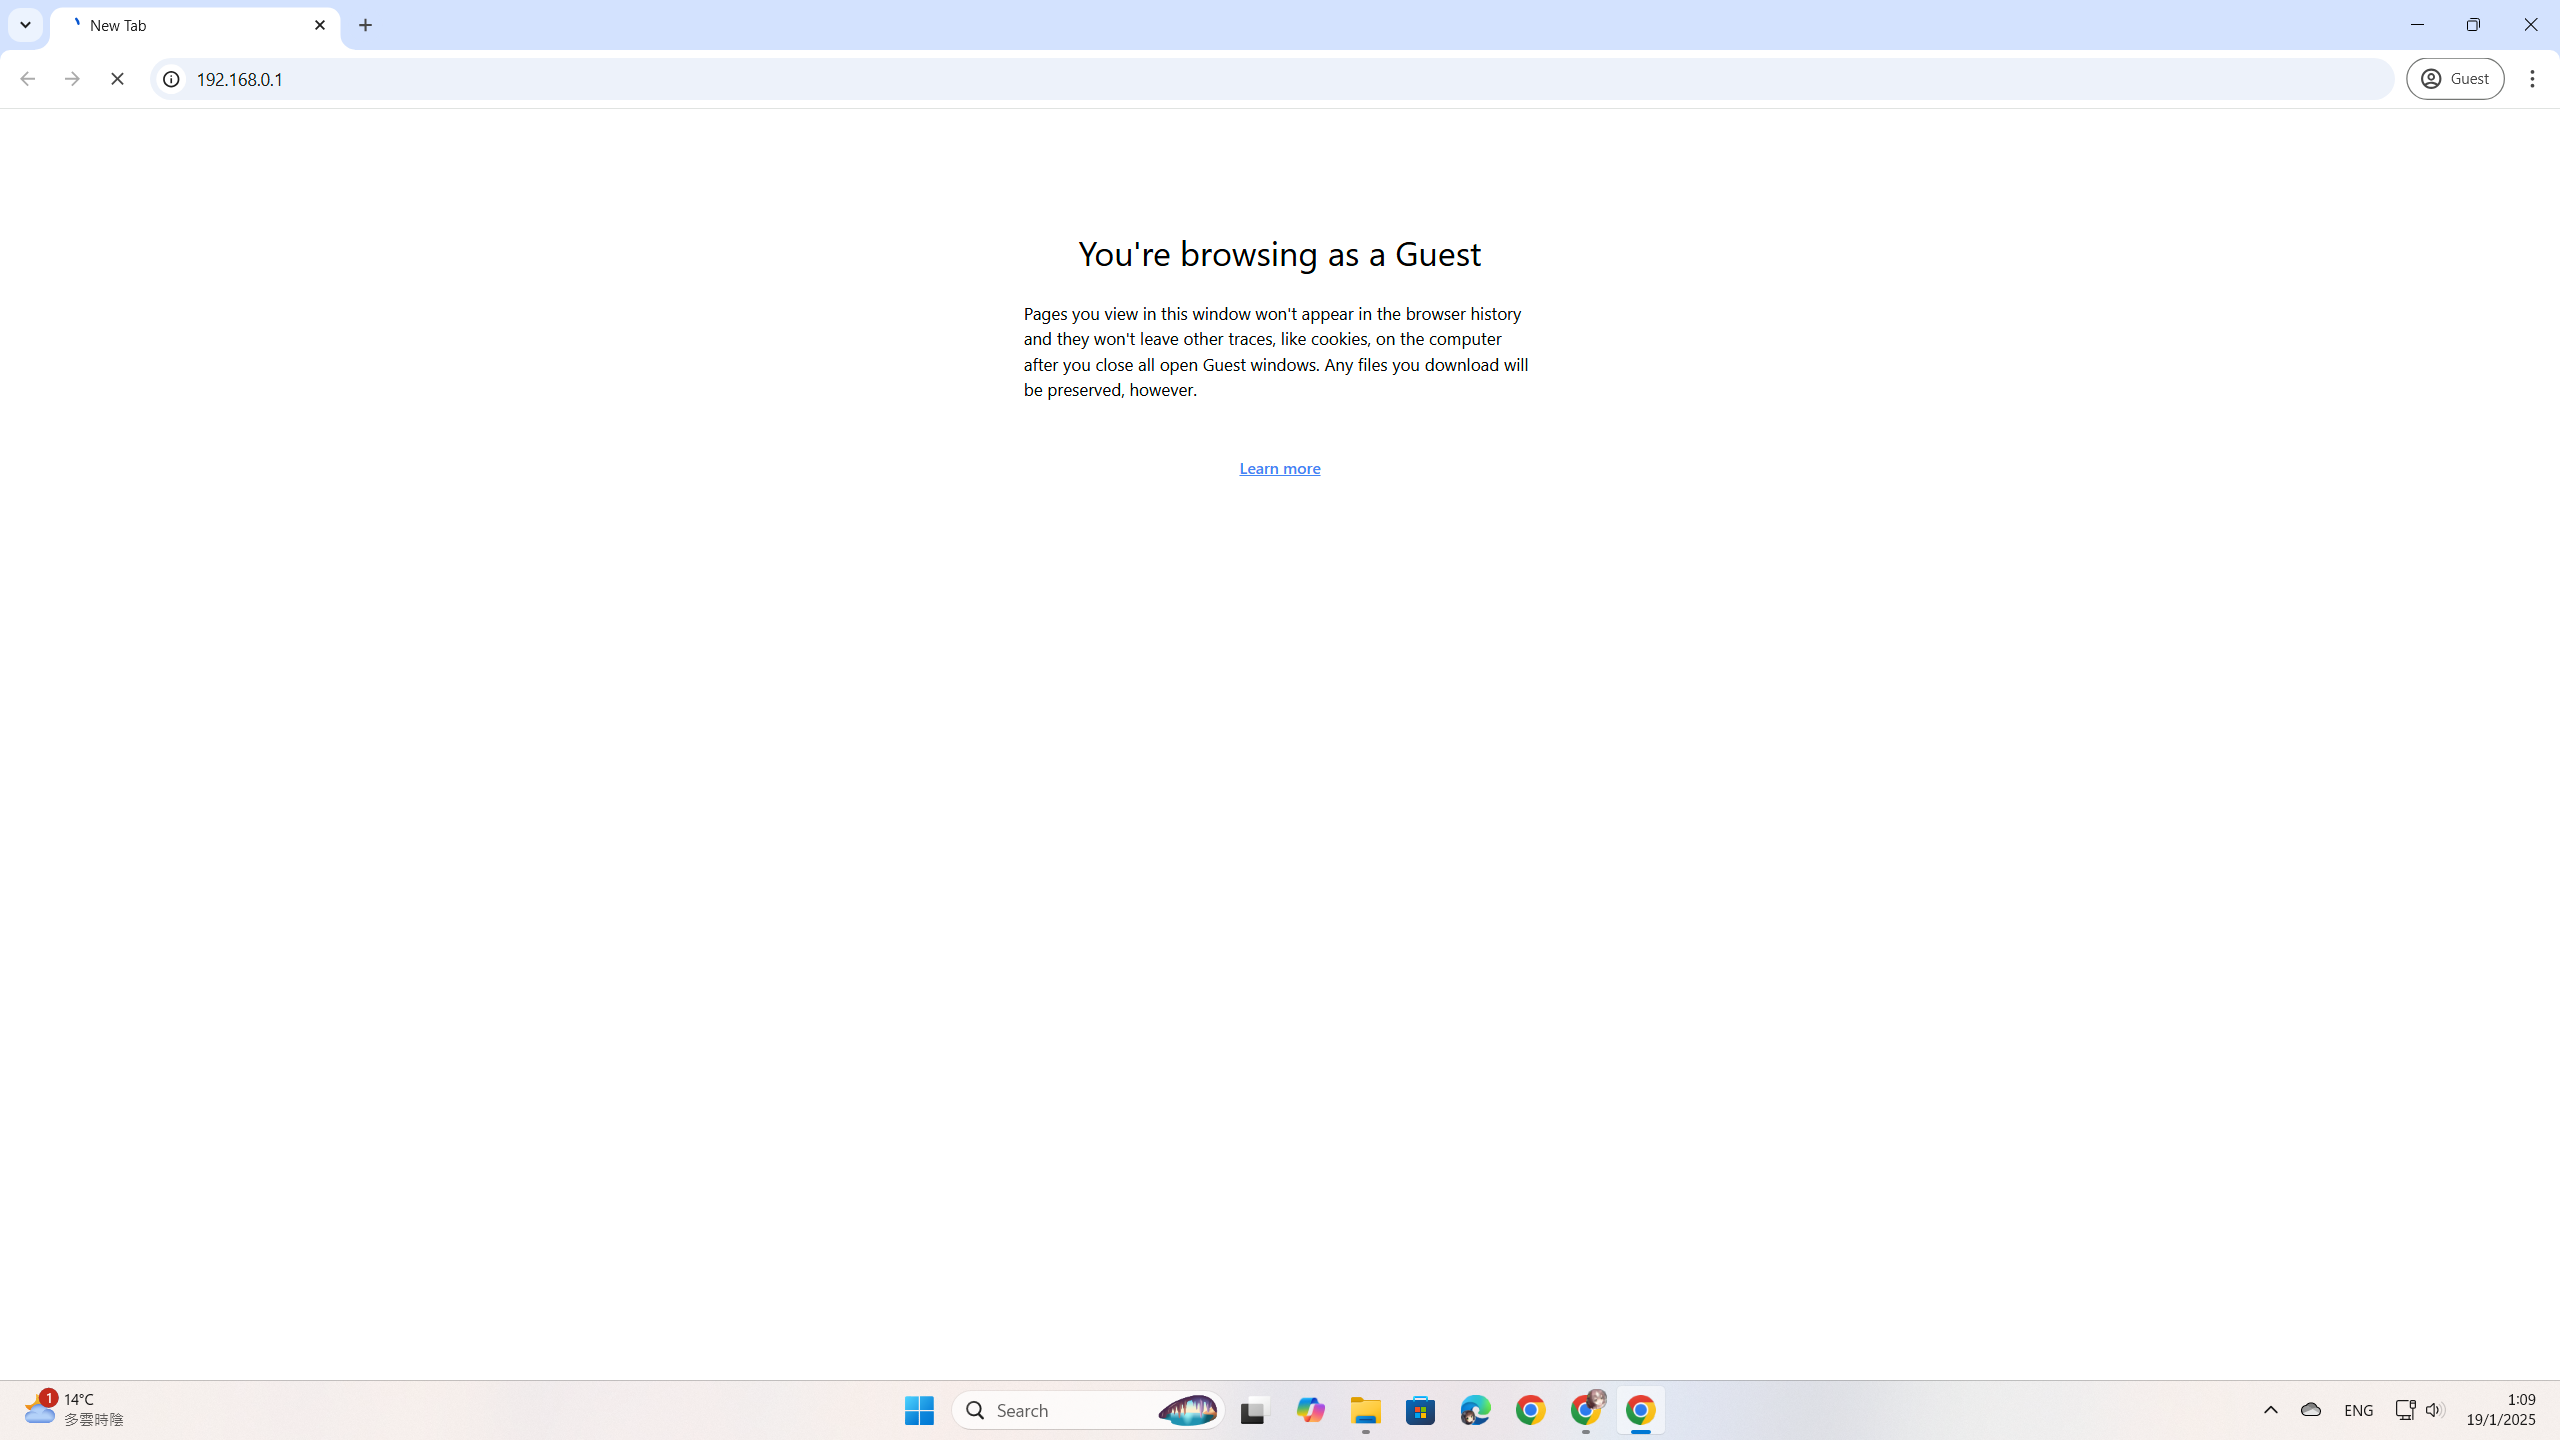 New Tab
192.168.0.1
Guest
You're browsing as a Guest
Pages you view in this window won't appear in the browser history
and they won't leave other traces, like cookies, on the computer
after you close all open Guest windows. Any files you download will
be preserved, however.
Learn more
1
14°C
多雲時陰
Search
ENG
1:09
19/1/2025